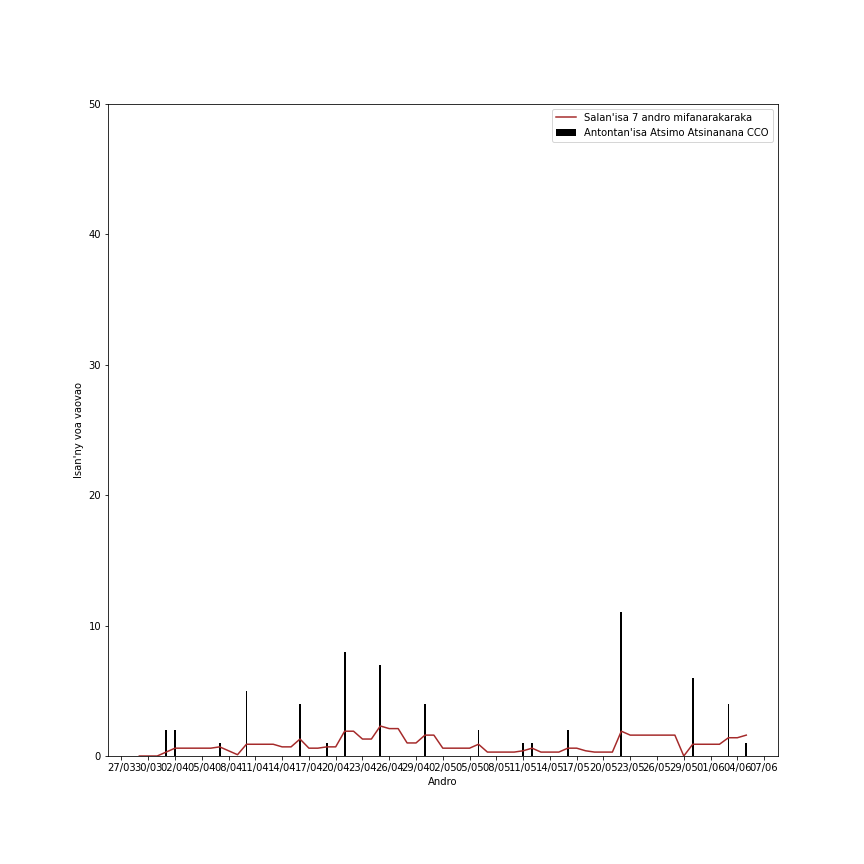 50
40
30
20
10
0
Isan'ny voa vaovao
Salan'isa 7 andro mifanarakaraka
Antontan'isa Atsimo Atsinanana CCO
27/03 30/03 02/04 05/04 08/04 11/04 14/04 17/04 20/04 23/04 26/04 29/04 02/05 05/05 08/05 11/05 14/05 17/05 20/05 23/05 26/05 29/05 01/06 04/06 07/06
Andro